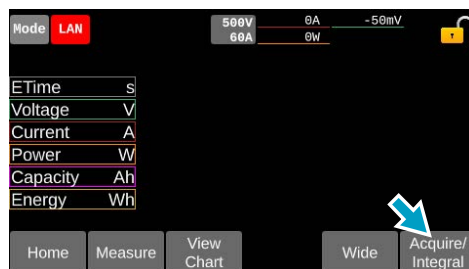 Mode LAN 500V 0A -50mV
60A 0W
ETime s
Voltage V
Current A
Power W
Capacity Ah
Energy Wh
Home Measure View Chart Wide Acquire/ Integral